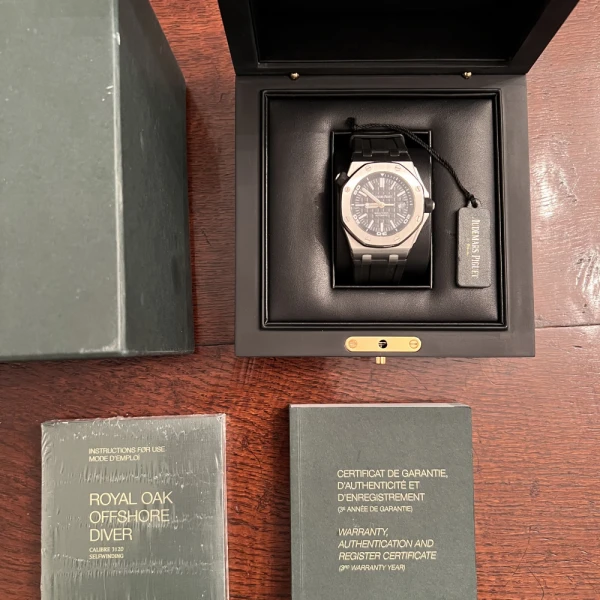 AUDEMARS PIGUET
INSTRUCTIONS FOR USE
MODE D'EMPLOI
ROYAL OAK
OFFSHORE
DIVER
CALIBRE 3120
SELFWINDING
CERTIFICAT DE GARANTIE,
D'AUTHENTICITÉ ET
D'ENREGISTREMENT
(3E ANNÉE DE GARANTIE)
WARRANTY,
AUTHENTICATION AND
REGISTER CERTIFICATE
(3RD WARRANTY YEAR)